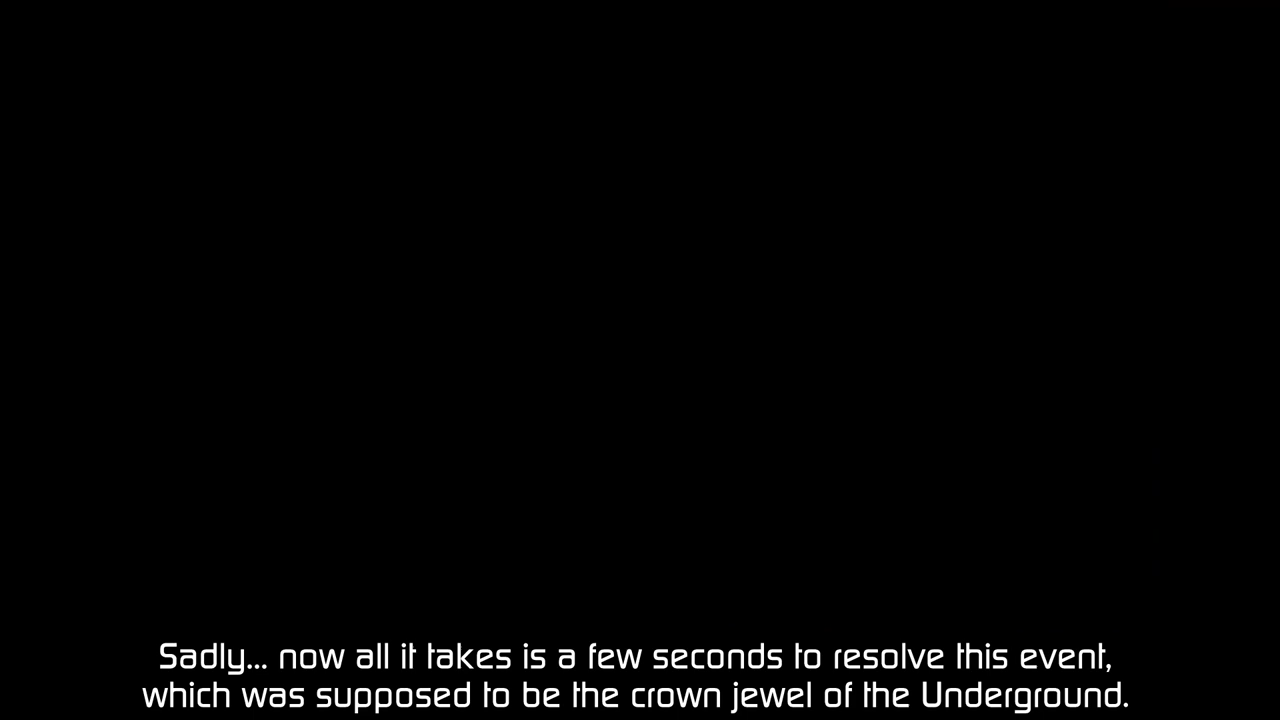 Sadly... now all it takes is a few seconds to resolve this event,
which was supposed to be the crown jewel of the Underground.